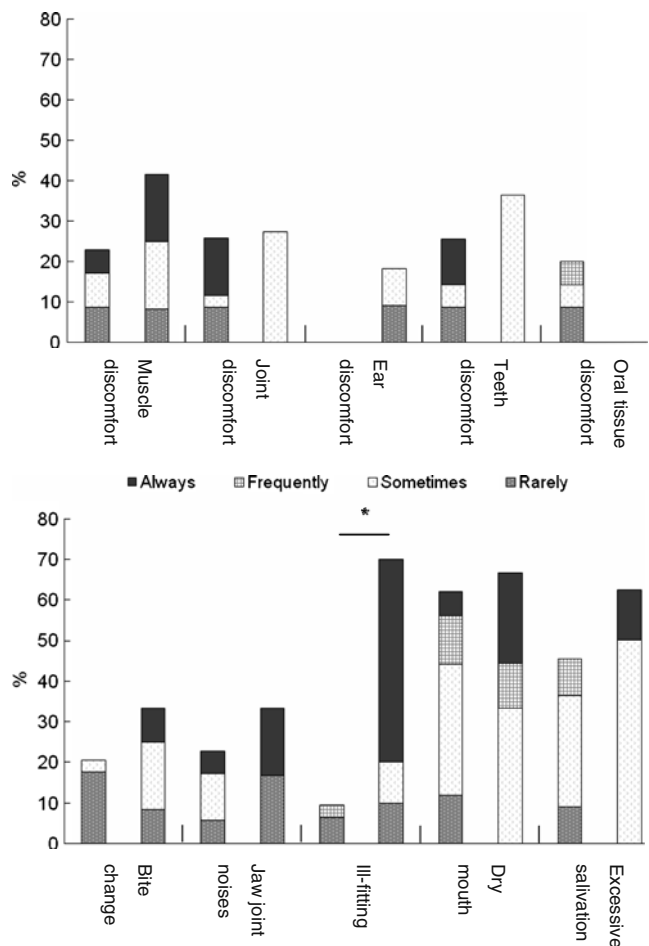 80
70
60
50
40
30
20
10
0
%
Muscle
discomfort
Joint
discomfort
Ear
discomfort
Teeth
discomfort
Oral tissue
discomfort
Always Frequently Sometimes Rarely
80
70
60
50
40
30
20
10
0
%
*
Bite
change
Jaw joint
noises
Ill-fitting
Dry
mouth
Excessive
salivation